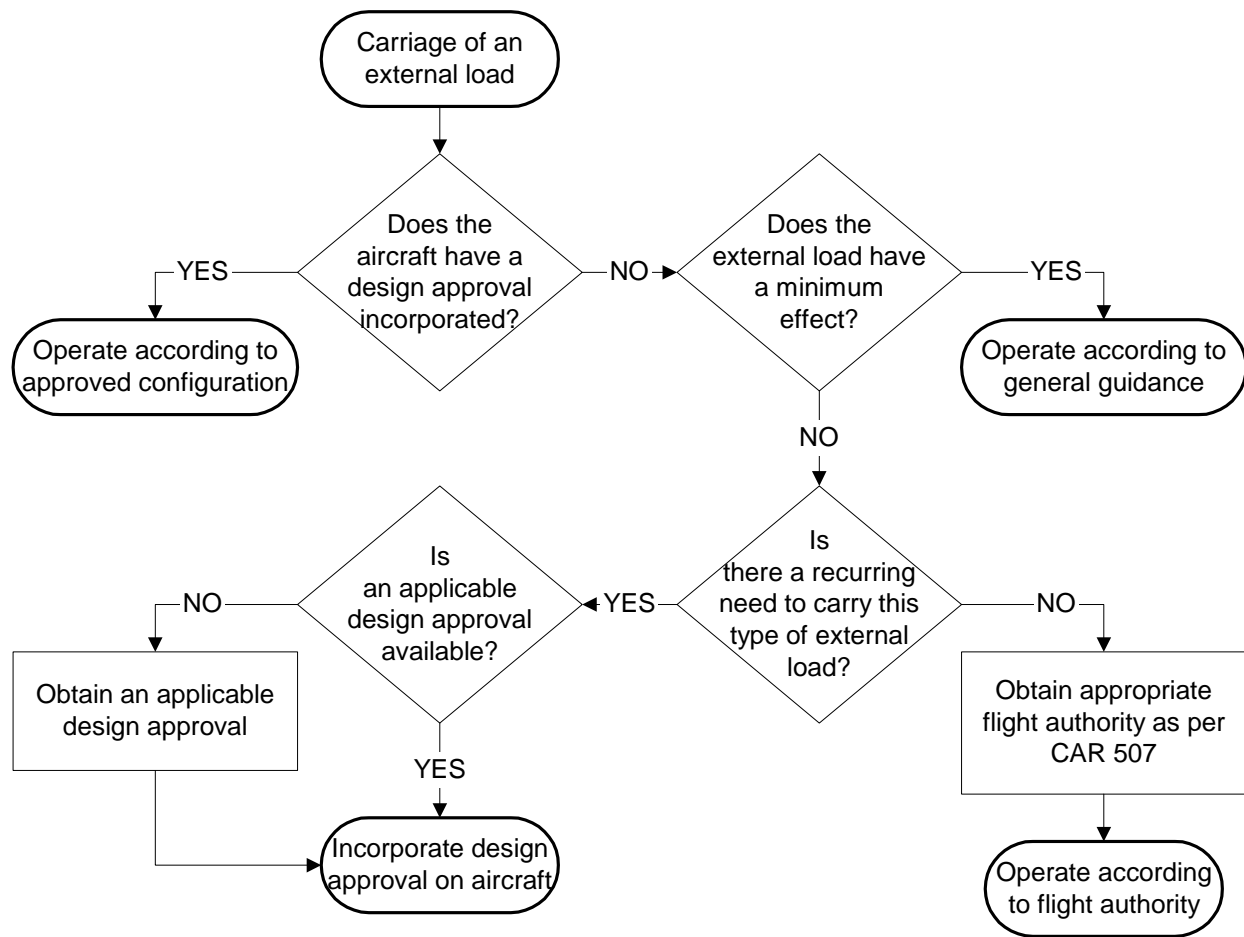 Carriage of an
external load
Does the
aircraft have a
design approval
incorporated?
YES
NO
Does the
external load have
a minimum
effect?
YES
Operate according to
approved configuration
Operate according to
general guidance
NO
Is
there a recurring
need to carry this
type of external
load?
YES
NO
Is
an applicable
design approval
available?
NO
Obtain an applicable
design approval
YES
Incorporate design
approval on aircraft
Obtain appropriate
flight authority as per
CAR 507
Operate according
to flight authority